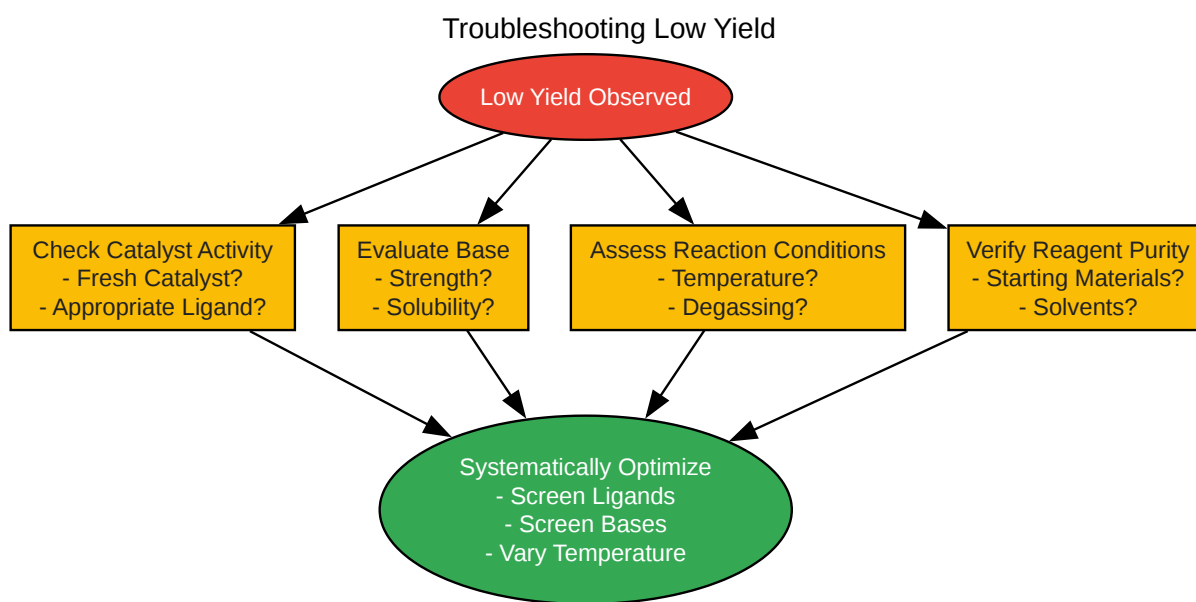 Troubleshooting Low Yield
Low Yield Observed
Check Catalyst Activity
- Fresh Catalyst?
- Appropriate Ligand?
Evaluate Base
- Strength?
- Solubility?
Assess Reaction Conditions
- Temperature?
- Degassing?
Verify Reagent Purity
- Starting Materials?
- Solvents?
Systematically Optimize
- Screen Ligands
- Screen Bases
- Vary Temperature